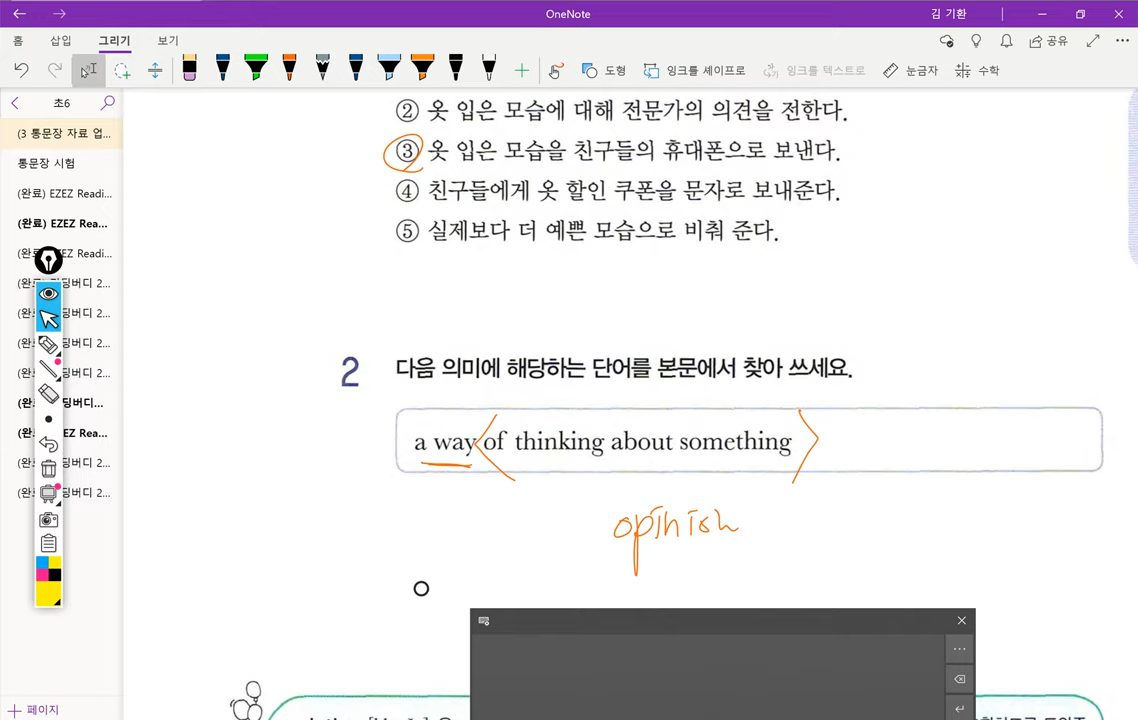 OneNote
김 기환
홈 삽입 그리기 보기
공유
도형 잉크를 셰이프로 잉크를 텍스트로 눈금자 수학
초6
(3 통문장 자료 업...
통문장 시험
(완료) EZEZ Readi...
(완료) EZEZ Rea...
(완료) EZEZ Readi...
② 옷 입은 모습에 대해 전문가의 의견을 전한다.
③ 옷 입은 모습을 친구들의 휴대폰으로 보낸다.
④ 친구들에게 옷 할인 쿠폰을 문자로 보내준다.
⑤ 실제보다 더 예쁜 모습으로 비춰 준다.
2 다음 의미에 해당하는 단어를 본문에서 찾아 쓰세요.
a way of thinking about something
페이지